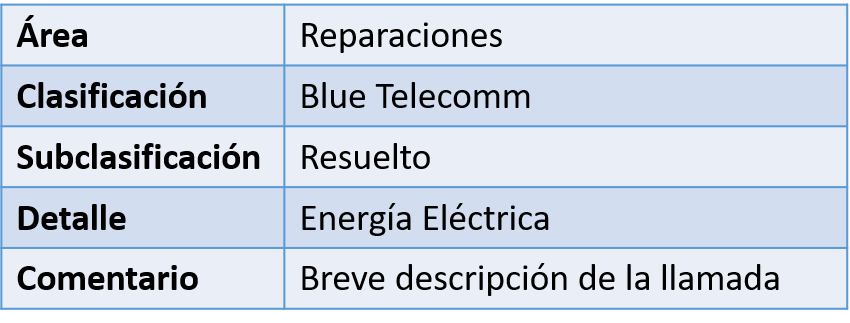 Área Reparaciones
Clasificación Blue Telecomm
Subclasificación Resuelto
Detalle Energía Eléctrica
Comentario Breve descripción de la llamada